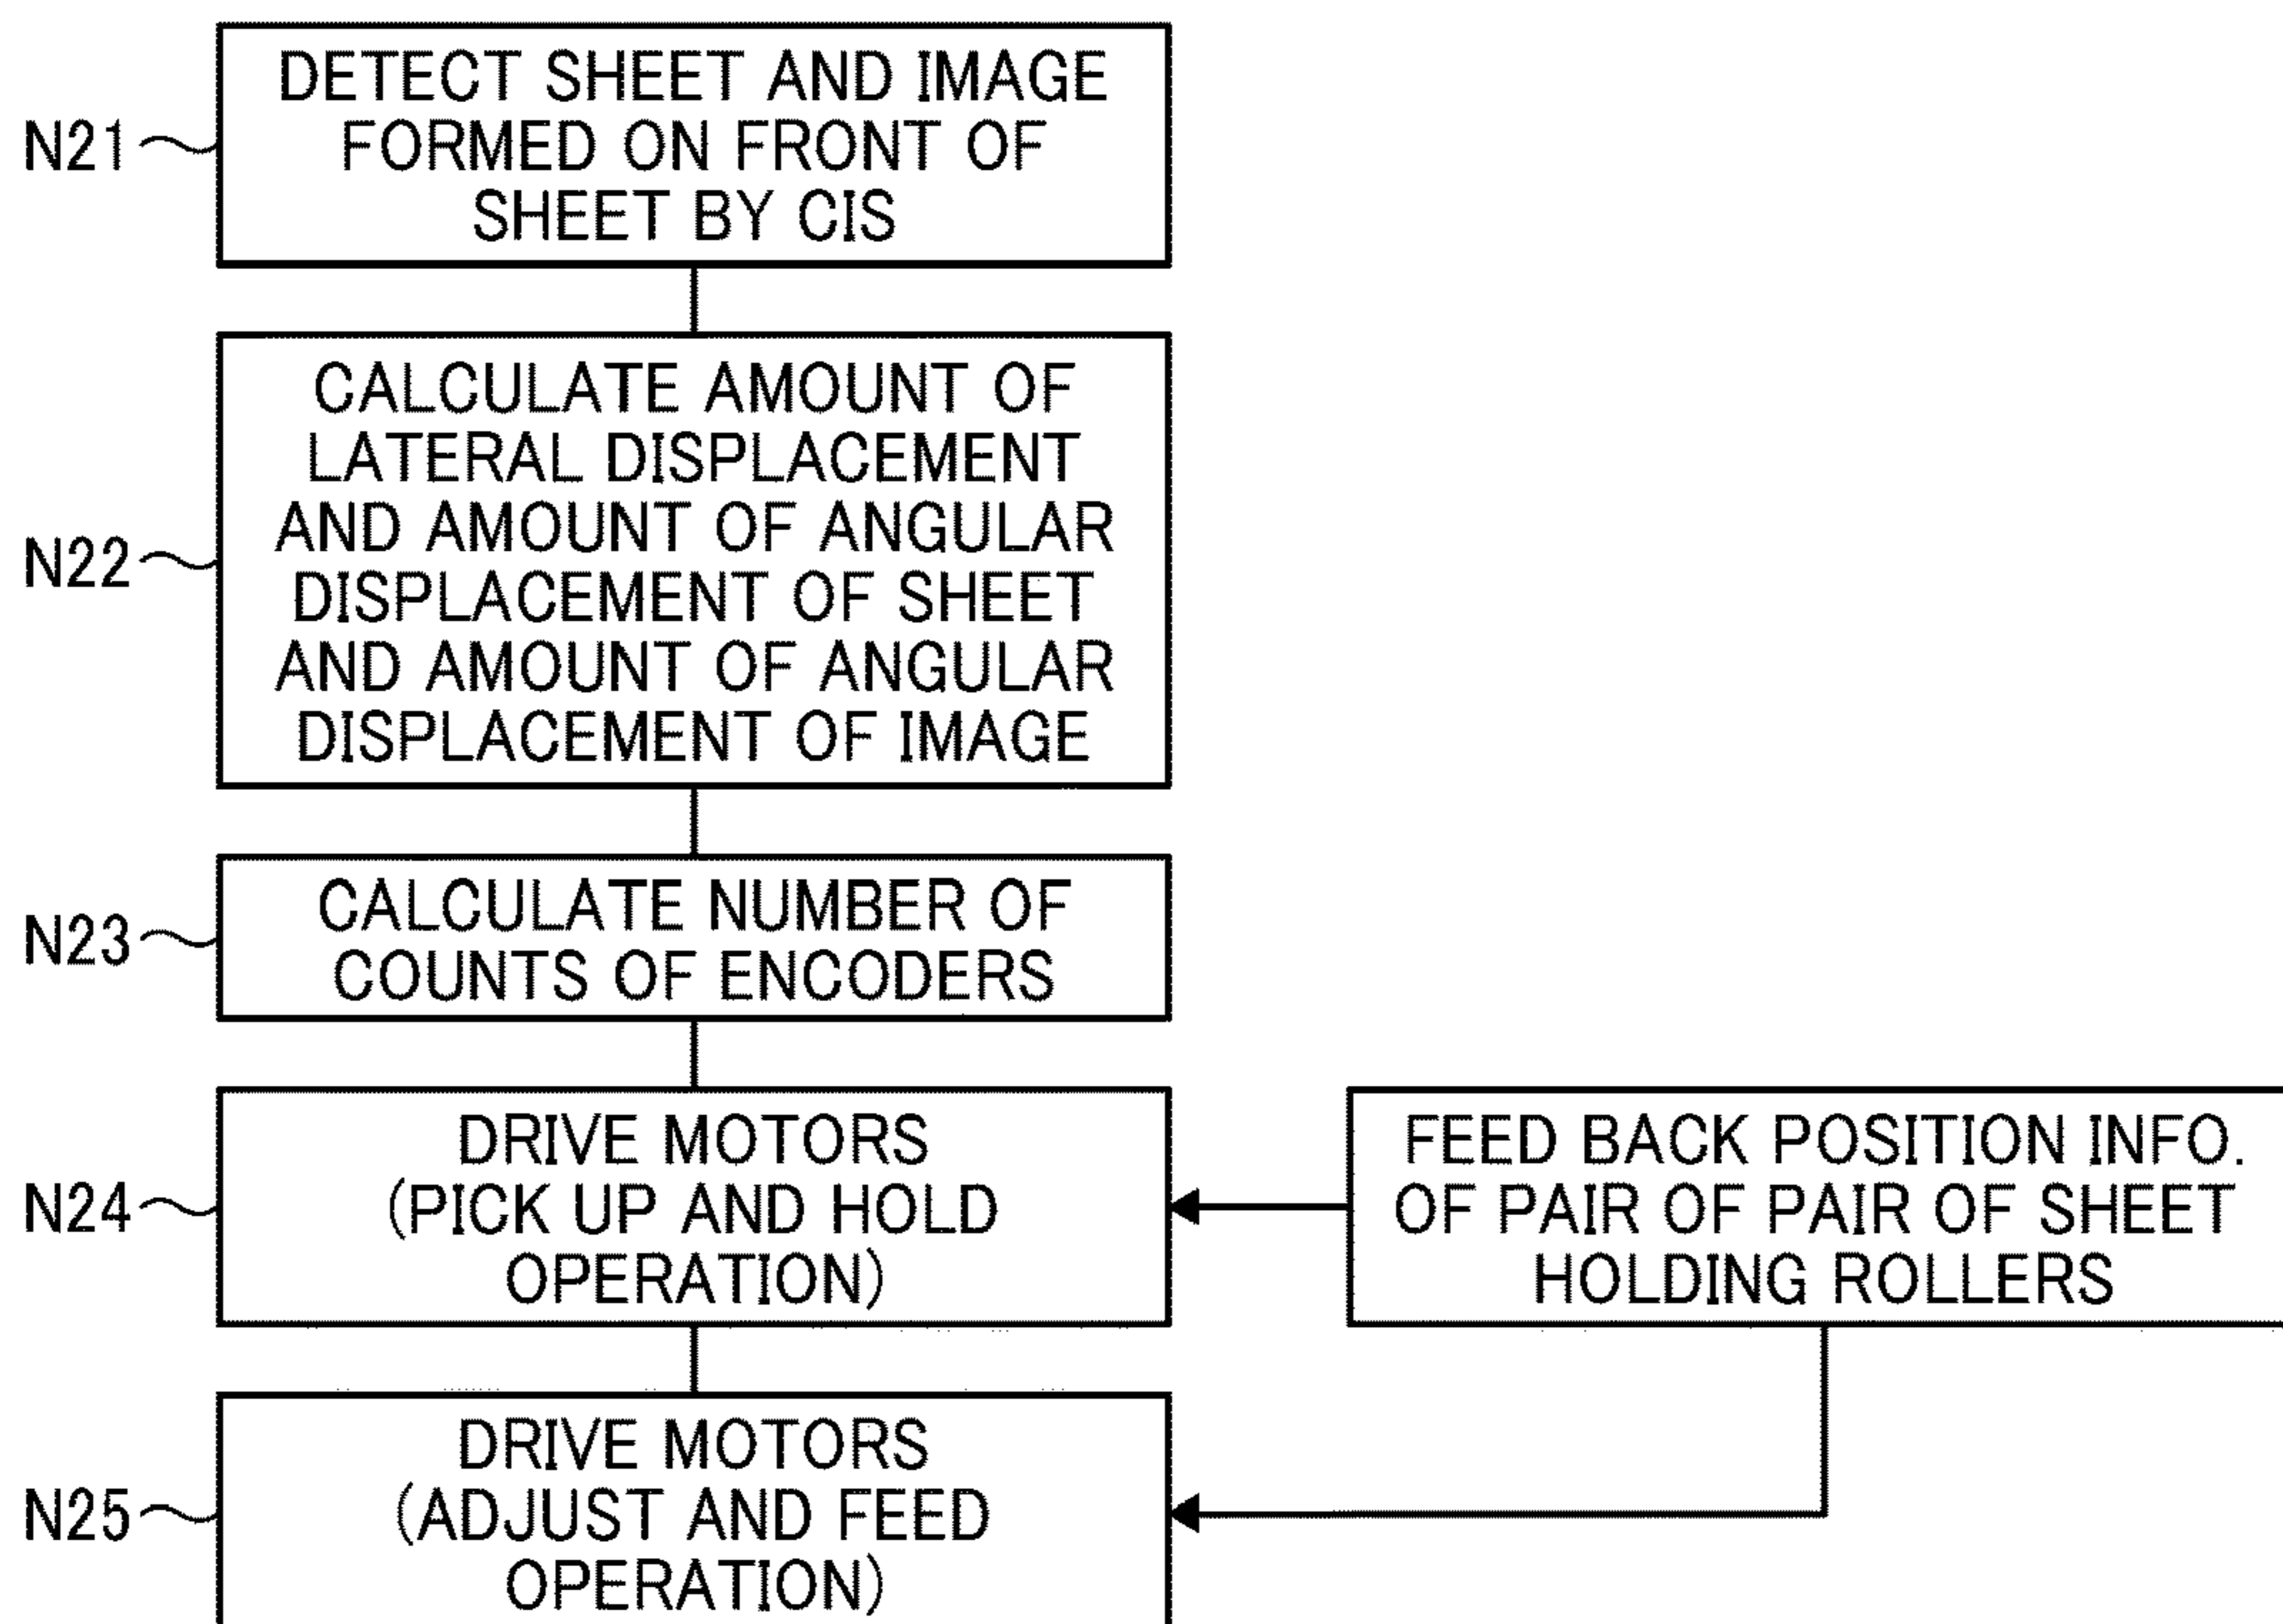 N21
DETECT SHEET AND IMAGE
FORMED ON FRONT OF
SHEET BY CIS
N22
CALCULATE AMOUNT OF
LATERAL DISPLACEMENT
AND AMOUNT OF ANGULAR
DISPLACEMENT OF SHEET
AND AMOUNT OF ANGULAR
DISPLACEMENT OF IMAGE
N23
CALCULATE NUMBER OF
COUNTS OF ENCODERS
N24
DRIVE MOTORS
(PICK UP AND HOLD
OPERATION)
FEED BACK POSITION INFO.
OF PAIR OF PAIR OF SHEET
HOLDING ROLLERS
N25
DRIVE MOTORS
(ADJUST AND FEED
OPERATION)